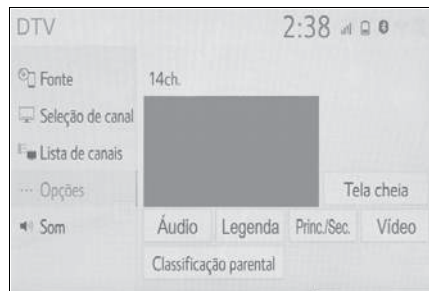 DTV
2:38
Fonte
14ch.
Seleção de canal
Lista de canais
Opções
Som
Tela cheia
Áudio
Legenda
Princ./Sec.
Vídeo
Classificação parental